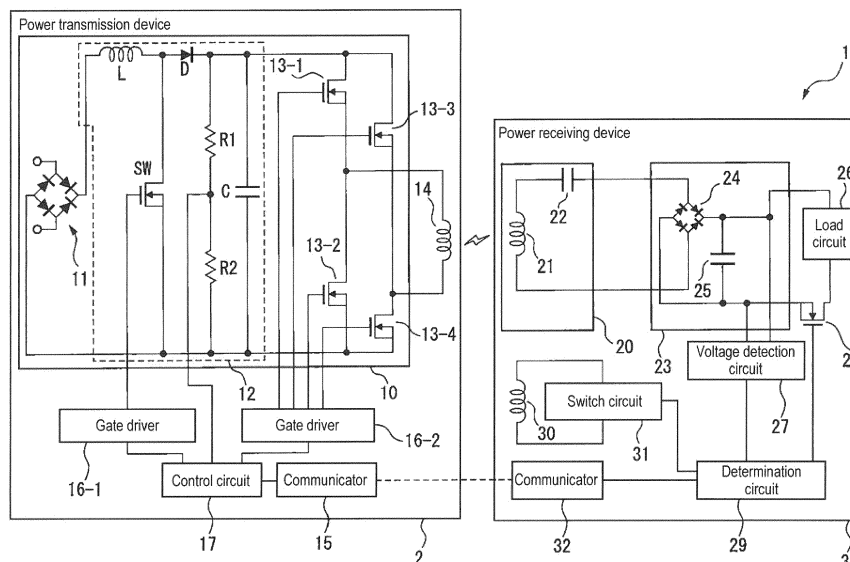 Power transmission device
L
D
13-1
13-3
1
Power receiving device
SW
R1
C
14
R2
11
13-2
13-4
12
10
22
21
20
24
25
23
26
Load
circuit
Voltage detection
circuit
27
30
Switch circuit
31
Gate driver
16-1
Gate driver
16-2
Control circuit
17
Communicator
15
Communicator
32
Determination
circuit
29
2